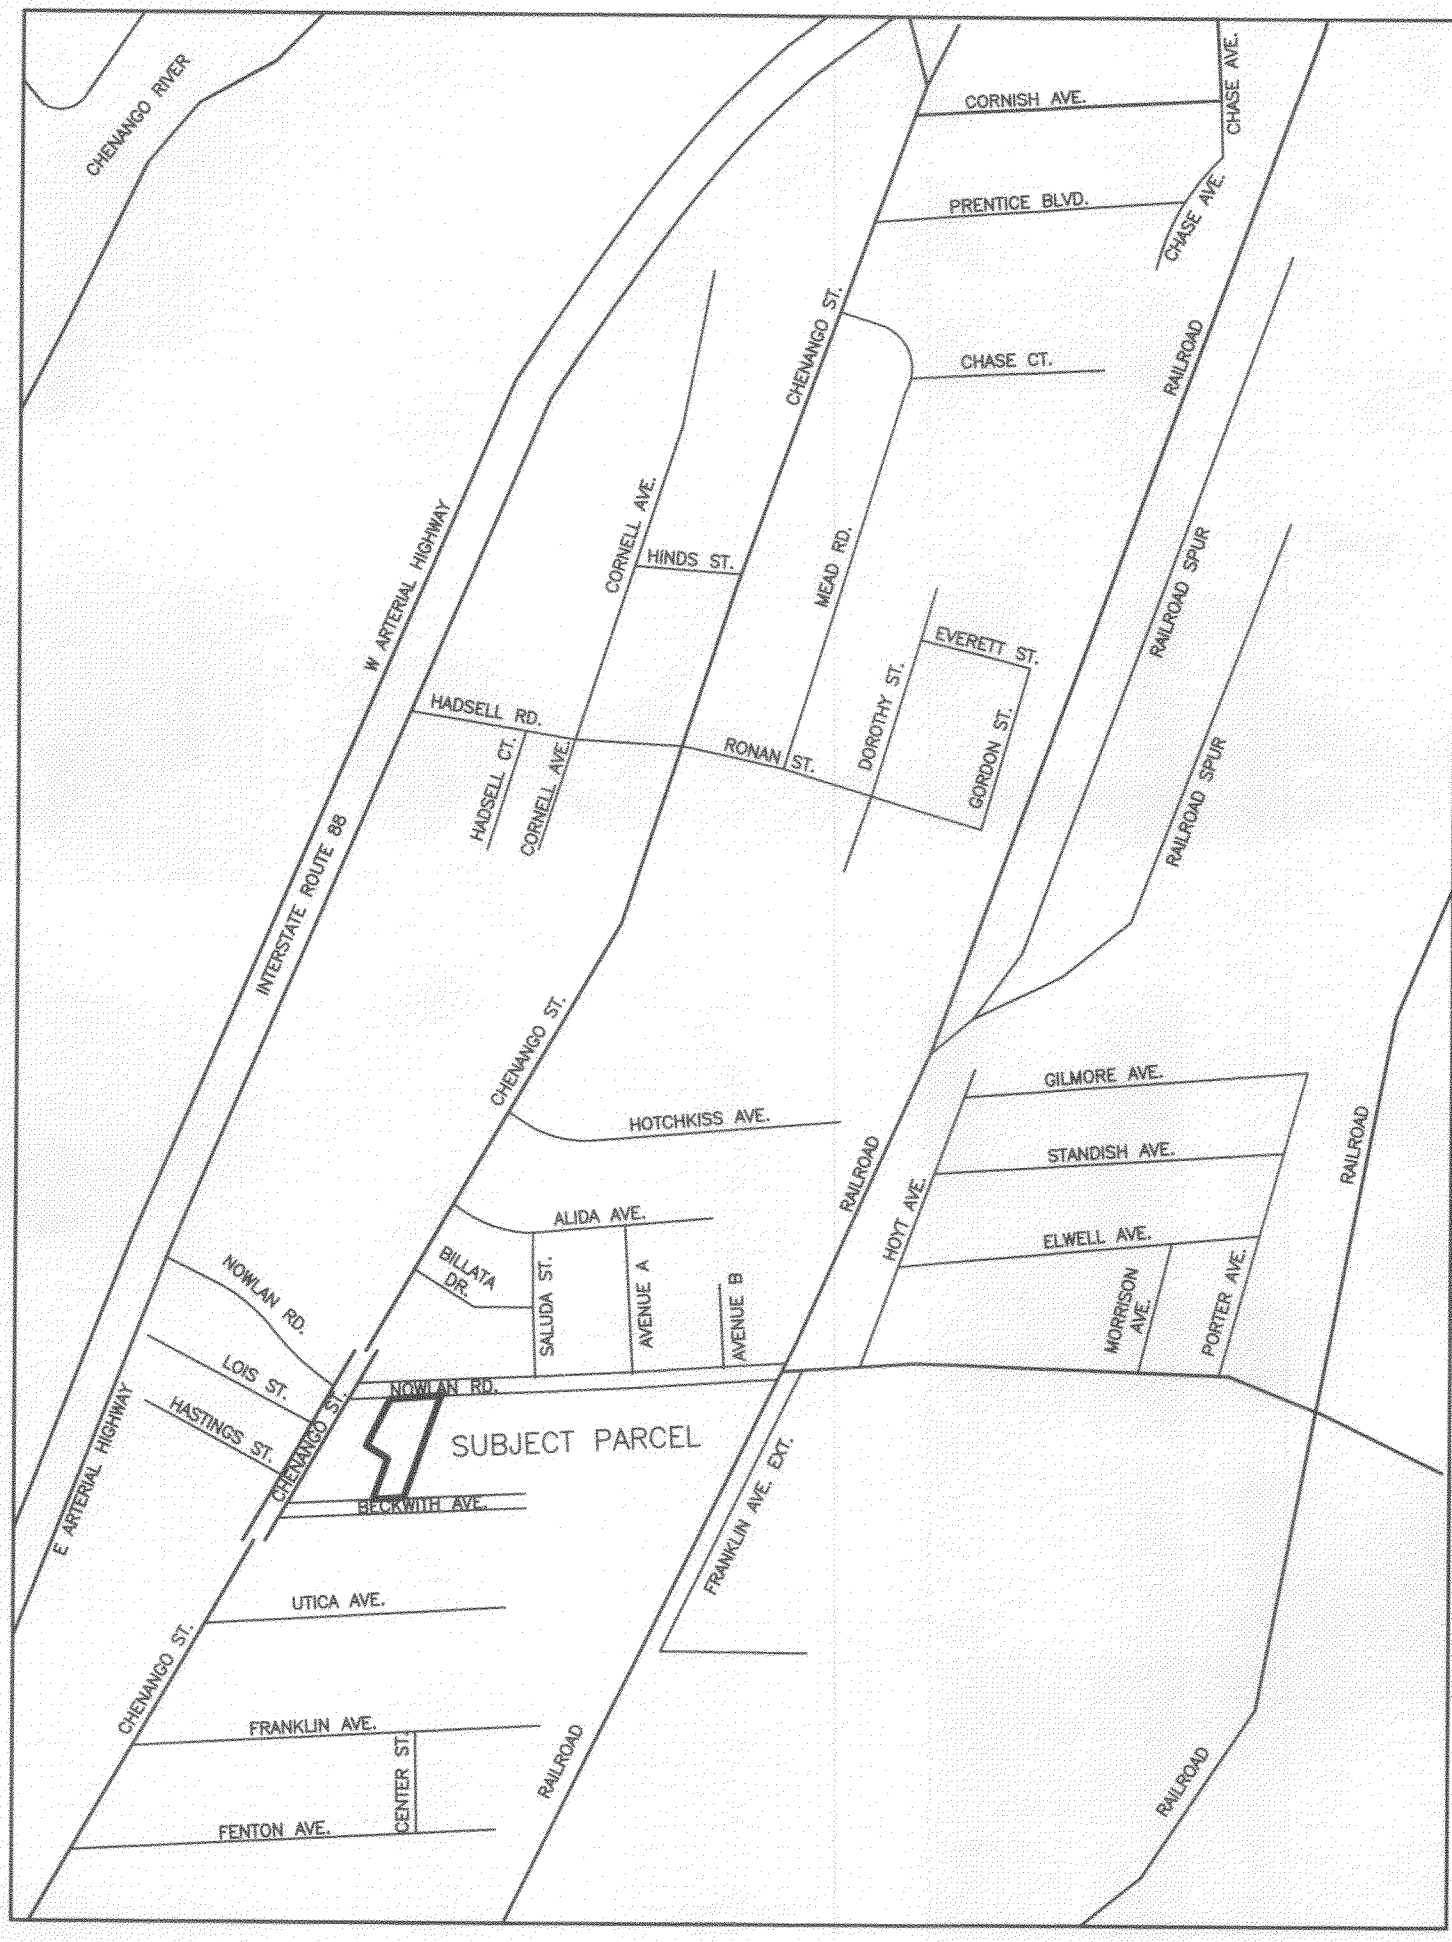 CHENANGO RIVER
CORNISH AVE.
CHASE AVE.
PRENTICE BLVD.
CHASE AVE.
CHENANGO ST.
CHASE CT.
RAILROAD
W ARTERIAL HIGHWAY
CORNELL AVE.
HINDS ST.
MEAD RD.
RAILROAD SPUR
EVERETT ST.
DOROTHY ST.
GORDON ST.
HADSELL RD.
HADSELL CT.
CORNELL AVE.
RONAN ST.
RAILROAD SPUR
INTERSTATE ROUTE 88
CHENANGO ST.
HOTCHKISS AVE.
GILMORE AVE.
STANDISH AVE.
RAILROAD
RAILROAD
HOYT AVE.
ALIDA AVE.
ELWELL AVE.
BILLATA
DR.
SALUDA ST.
AVENUE A
AVENUE B
MORRISON
AVE.
PORTER AVE.
NOWLAN RD.
LOIS ST.
HASTINGS ST.
CHENANGO ST.
NOWLAN RD.
SUBJECT PARCEL
BECKWITH AVE.
E ARTERIAL HIGHWAY
FRANKLIN AVE. EXT.
UTICA AVE.
CHENANGO ST.
FRANKLIN AVE.
CENTER ST.
FENTON AVE.
RAILROAD
RAILROAD